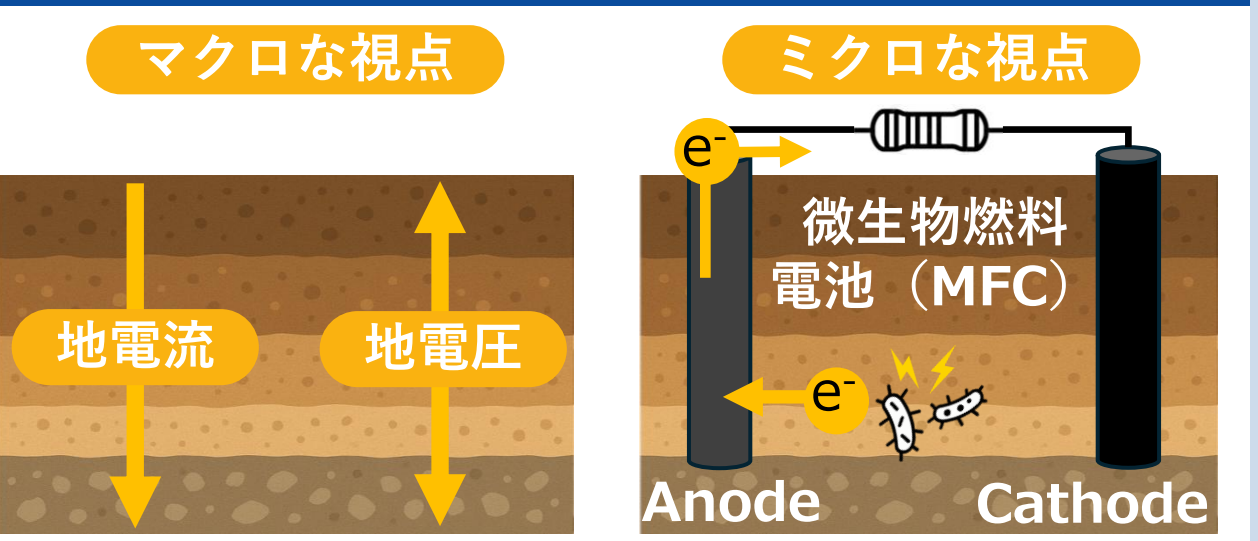 マクロな視点
ミクロな視点
地電流
地電圧
e-
微生物燃料
電池（MFC）
e-
Anode
Cathode